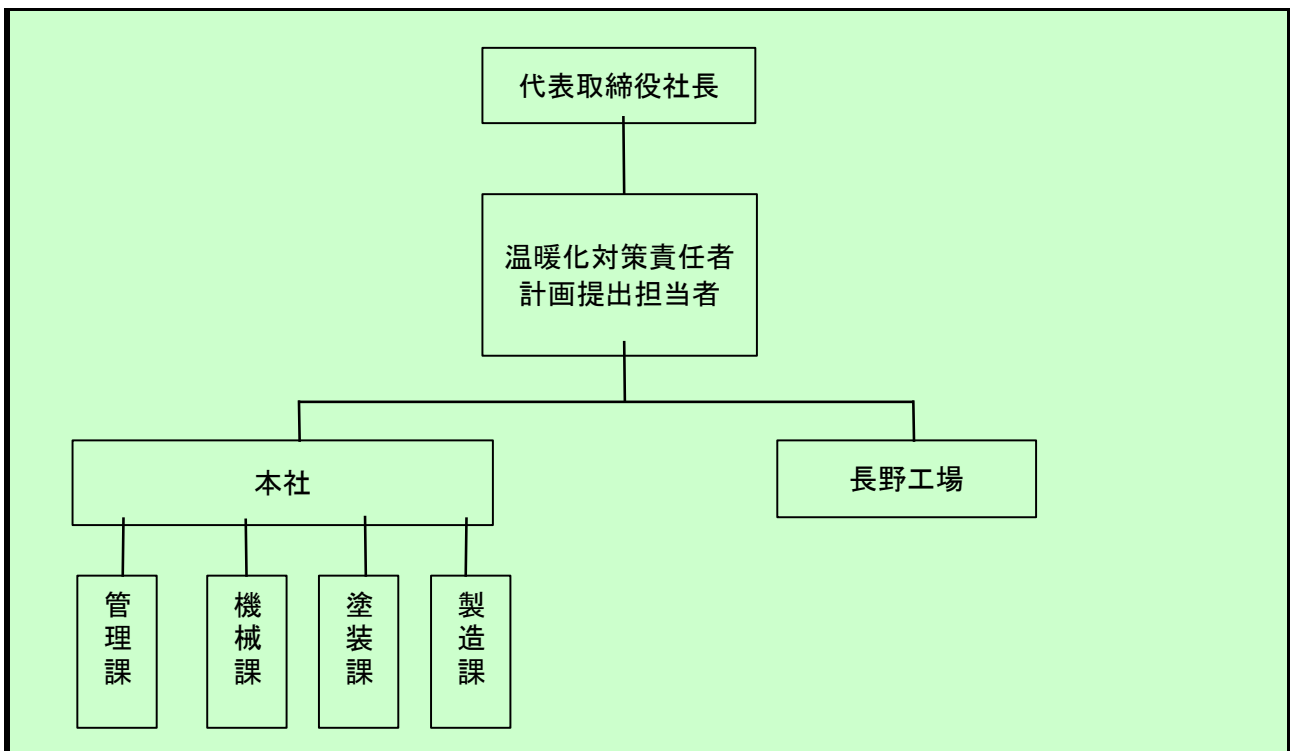 代表取締役社長
温暖化対策責任者
計画提出担当者
本社
長野工場
管理課
機械課
塗装課
製造課